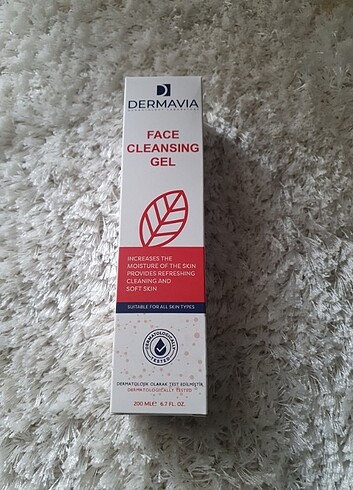 DERMAVIA
FACE
CLEANSING
GEL
INCREASES THE
MOISTURE OF THE SKIN
PROVIDES REFRESHING
CLEANING AND
SOFT SKIN
SUITABLE FOR ALL SKIN TYPES
DERMATOLOGICALLY
TESTED
DERMATOLOJİK OLARAK TEST EDİLMİŞTİR
DERMATOLOGICALLY TESTED
200 ML℮ 6.7 FL. OZ.